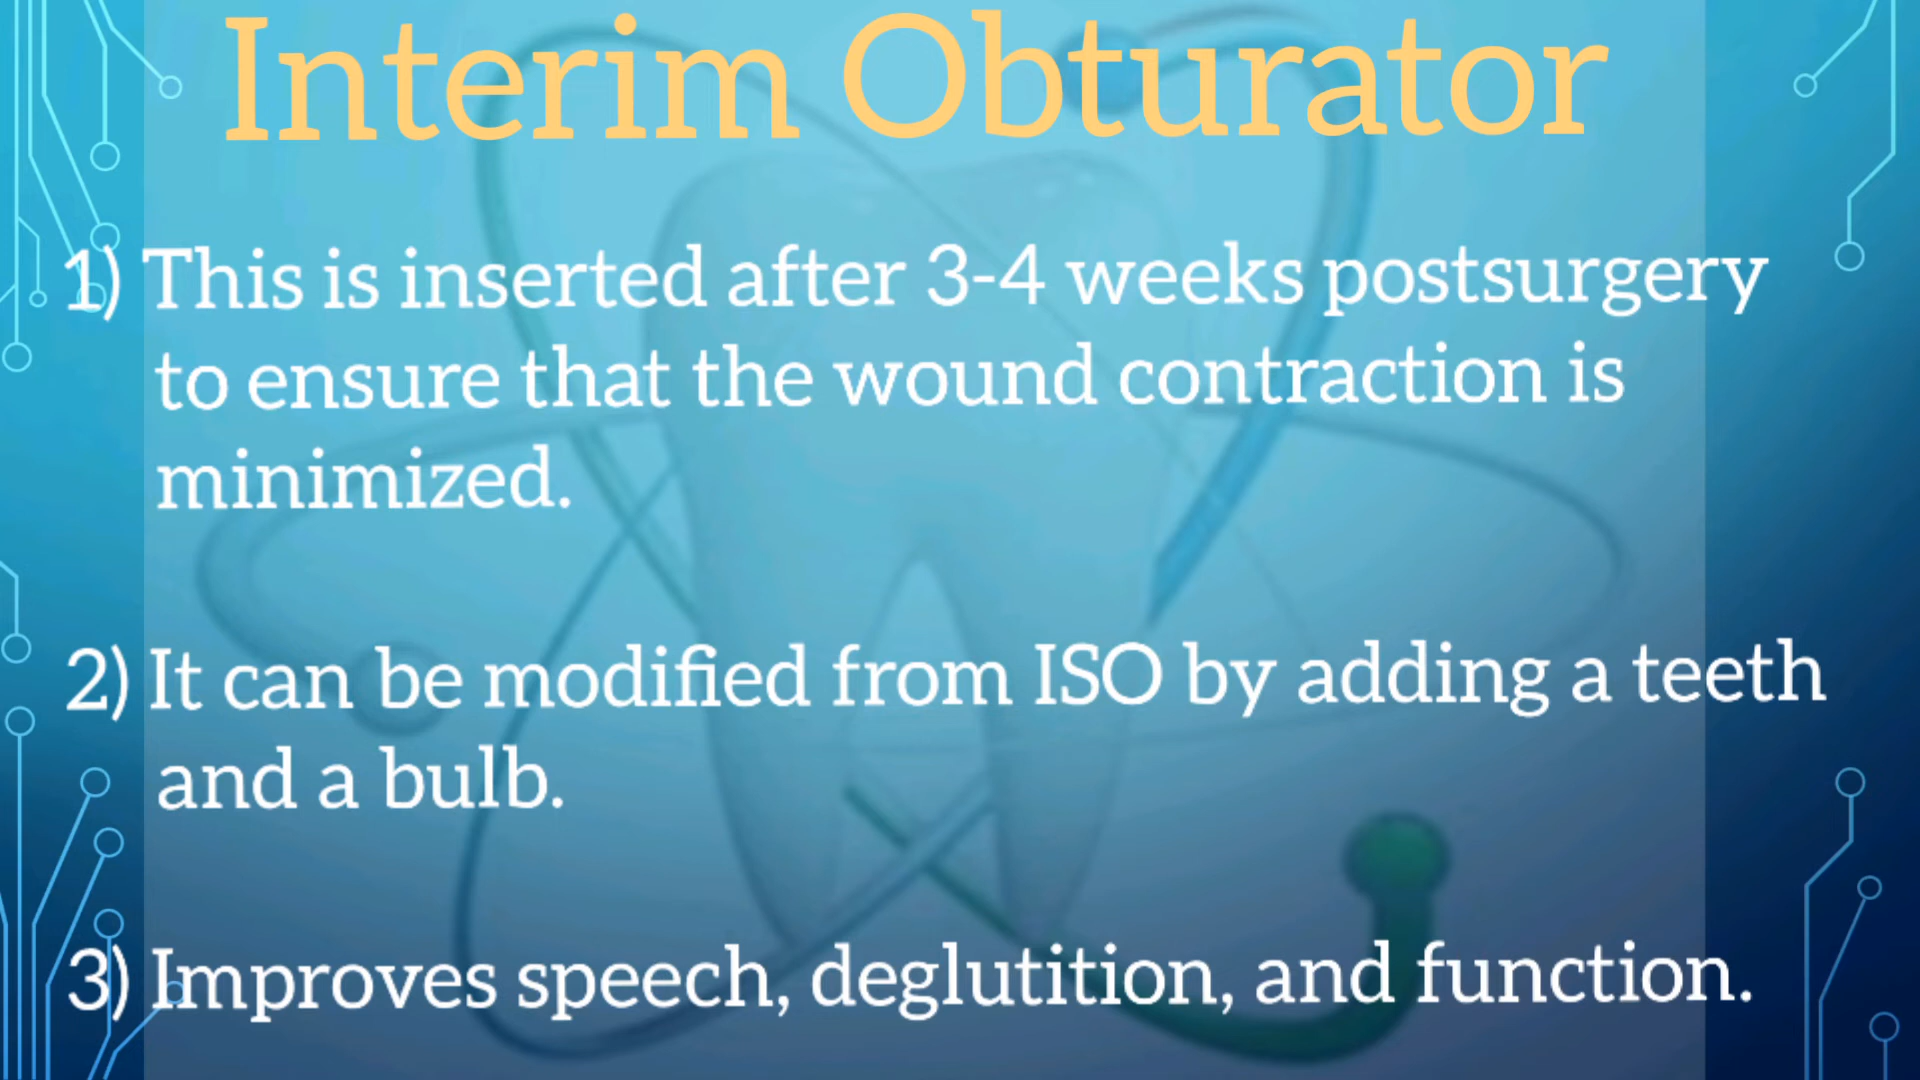 Interim Obturator
1) This is inserted after 3-4 weeks postsurgery
to ensure that the wound contraction is
minimized.
2) It can be modified from ISO by adding a teeth
and a bulb.
3) Improves speech, deglutition, and function.